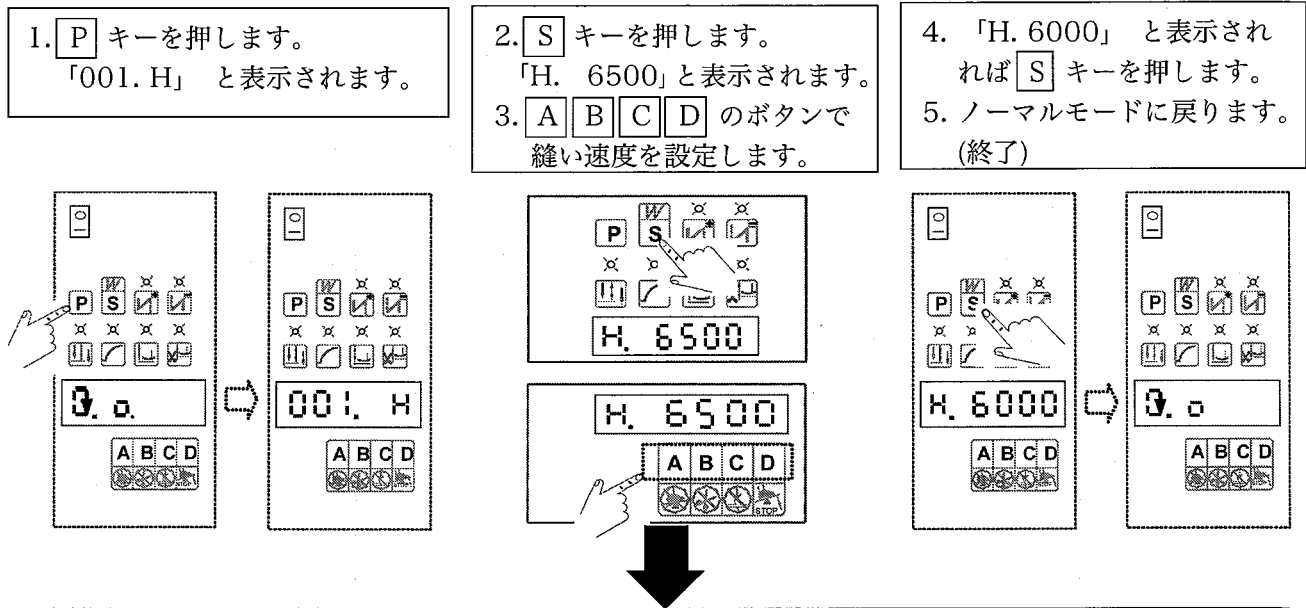 1. P キーを押します。
「001. H」 と表示されます。
2. S キーを押します。
「H. 6500」と表示されます。
3. A B C D のボタンで
縫い速度を設定します。
4. 「H. 6000」 と表示され
れば S キーを押します。
5. ノーマルモードに戻ります。
(終了)
P W S
o.
A B C D
P W S
001. H
A B C D
W
P S
H. 6500
H. 6500
A B C D
STOP
P W S
H. 6000
A B C D
P W S
o
A B C D